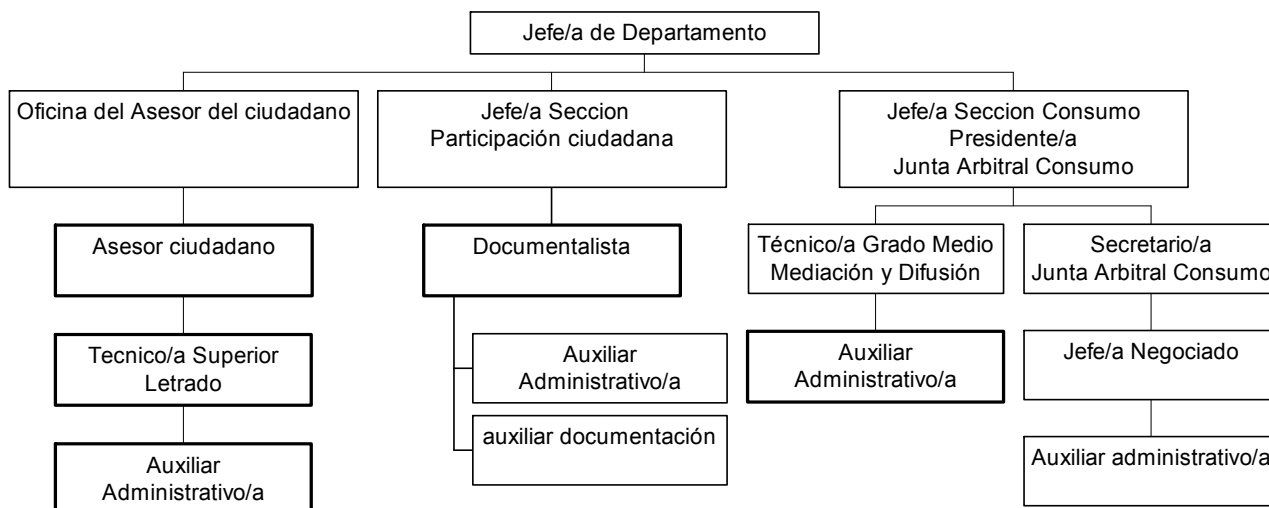 Jefe/a de Departamento
Oficina del Asesor del ciudadano
Jefe/a Seccion
Participación ciudadana
Jefe/a Seccion Consumo
Presidente/a
Junta Arbitral Consumo
Asesor ciudadano
Documentalista
Técnico/a Grado Medio
Mediación y Difusión
Secretario/a
Junta Arbitral Consumo
Tecnico/a Superior
Letrado
Auxiliar
Administrativo/a
Auxiliar
Administrativo/a
Jefe/a Negociado
auxiliar documentación
Auxiliar
Administrativo/a
Auxiliar administrativo/a